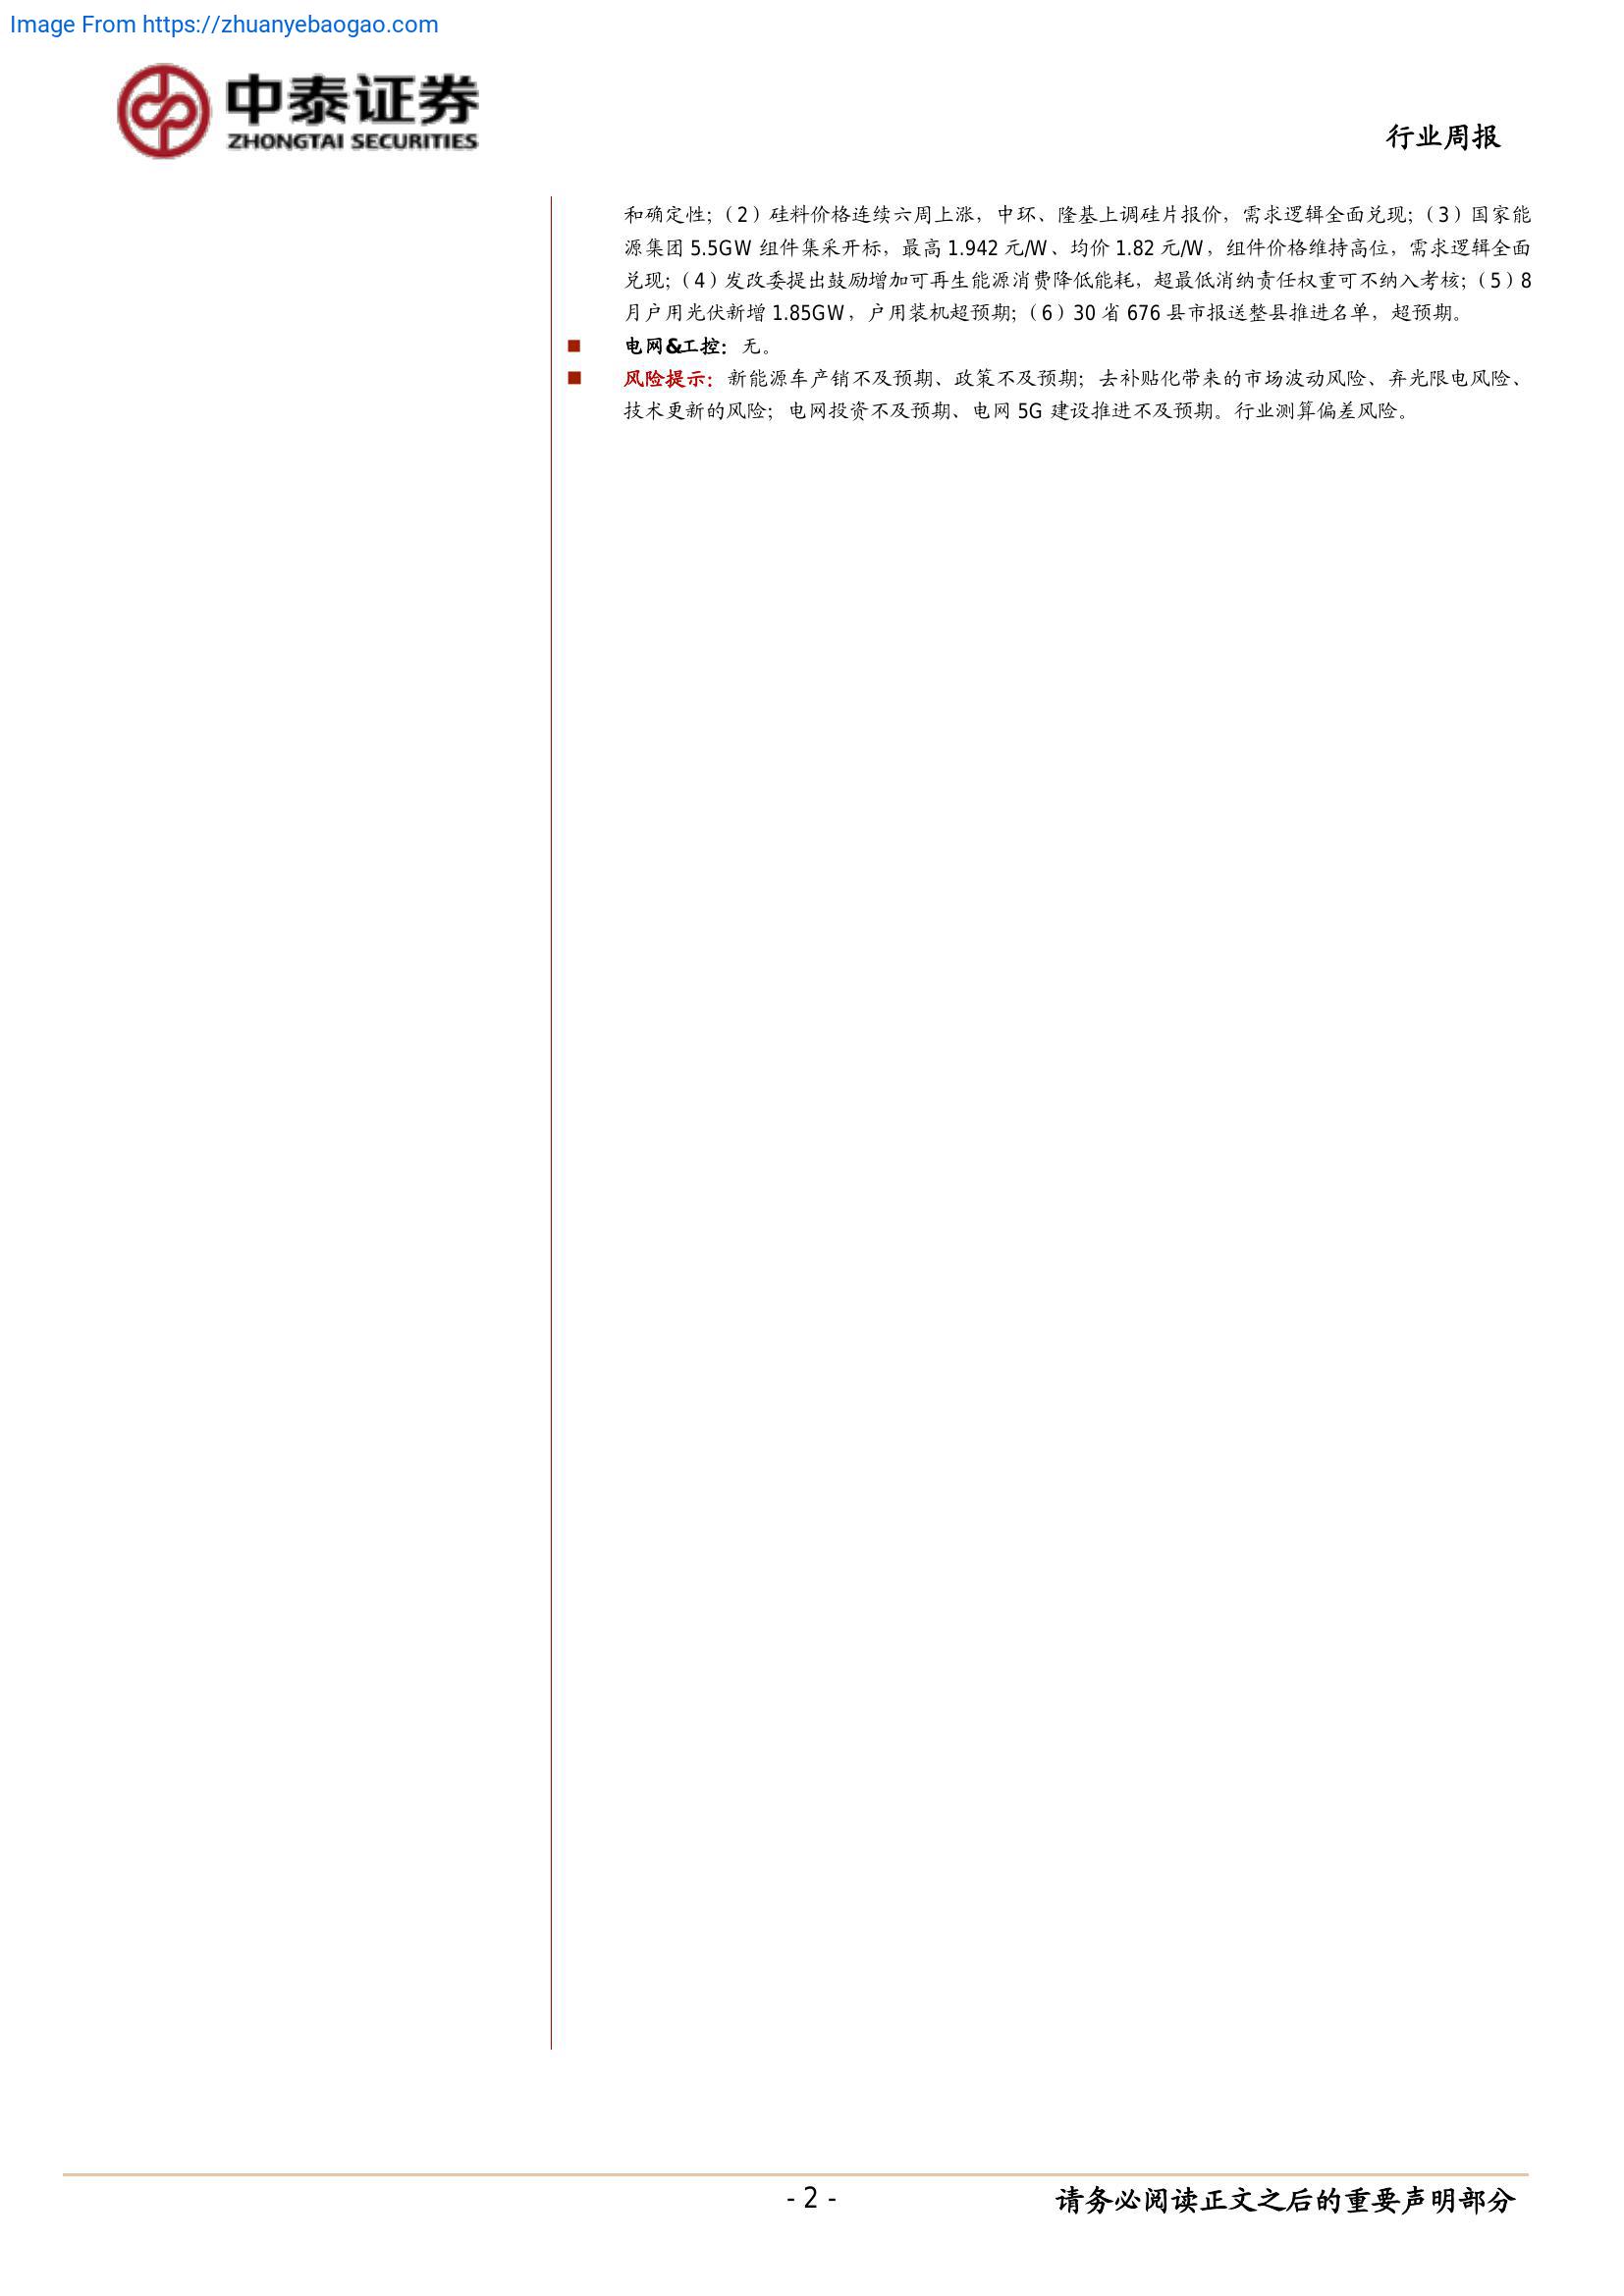 Image From https://zhuanyebaogao.com
中泰证券
ZHONGTAI SECURITIES
行业周报
和确定性；（2）硅料价格连续六周上涨，中环、隆基上调硅片报价，需求逻辑全面兑现；（3）国家能
源集团 5.5GW 组件集采开标，最高 1.942 元/W、均价 1.82 元/W，组件价格维持高位，需求逻辑全面
兑现；（4）发改委提出鼓励增加可再生能源消费降低能耗，超最低消纳责任权重可不纳入考核；（5）8
月户用光伏新增 1.85GW，户用装机超预期；（6）30 省 676 县市报送整县推进名单，超预期。
■ 电网&工控：无。
■ 风险提示：新能源车产销不及预期、政策不及预期；去补贴化带来的市场波动风险、弃光限电风险、
技术更新的风险；电网投资不及预期、电网 5G 建设推进不及预期。行业测算偏差风险。
- 2 -
请务必阅读正文之后的重要声明部分